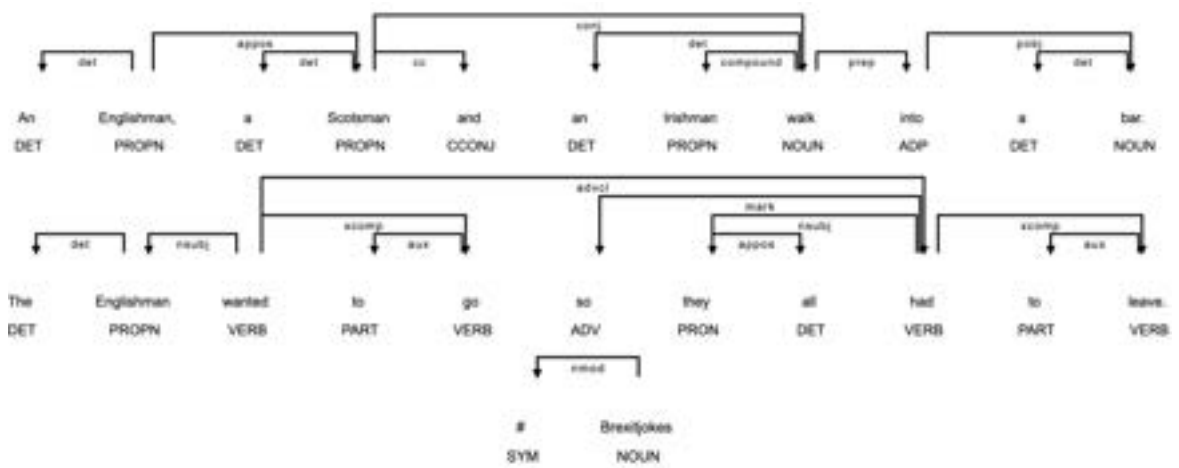 conj
appos det
det det cc compound prep pobj det
An Englishman, a Scotsman and an Irishman walk into a bar.
DET PROPN DET PROPN CCONJ DET PROPN NOUN ADP DET NOUN
advcl
mark
xcomp nsubj xcomp
det nsubj aux appos aux
The Englishman wanted to go so they all had to leave.
DET PROPN VERB PART VERB ADV PRON DET VERB PART VERB
nmod
# Brexitjokes
SYM NOUN